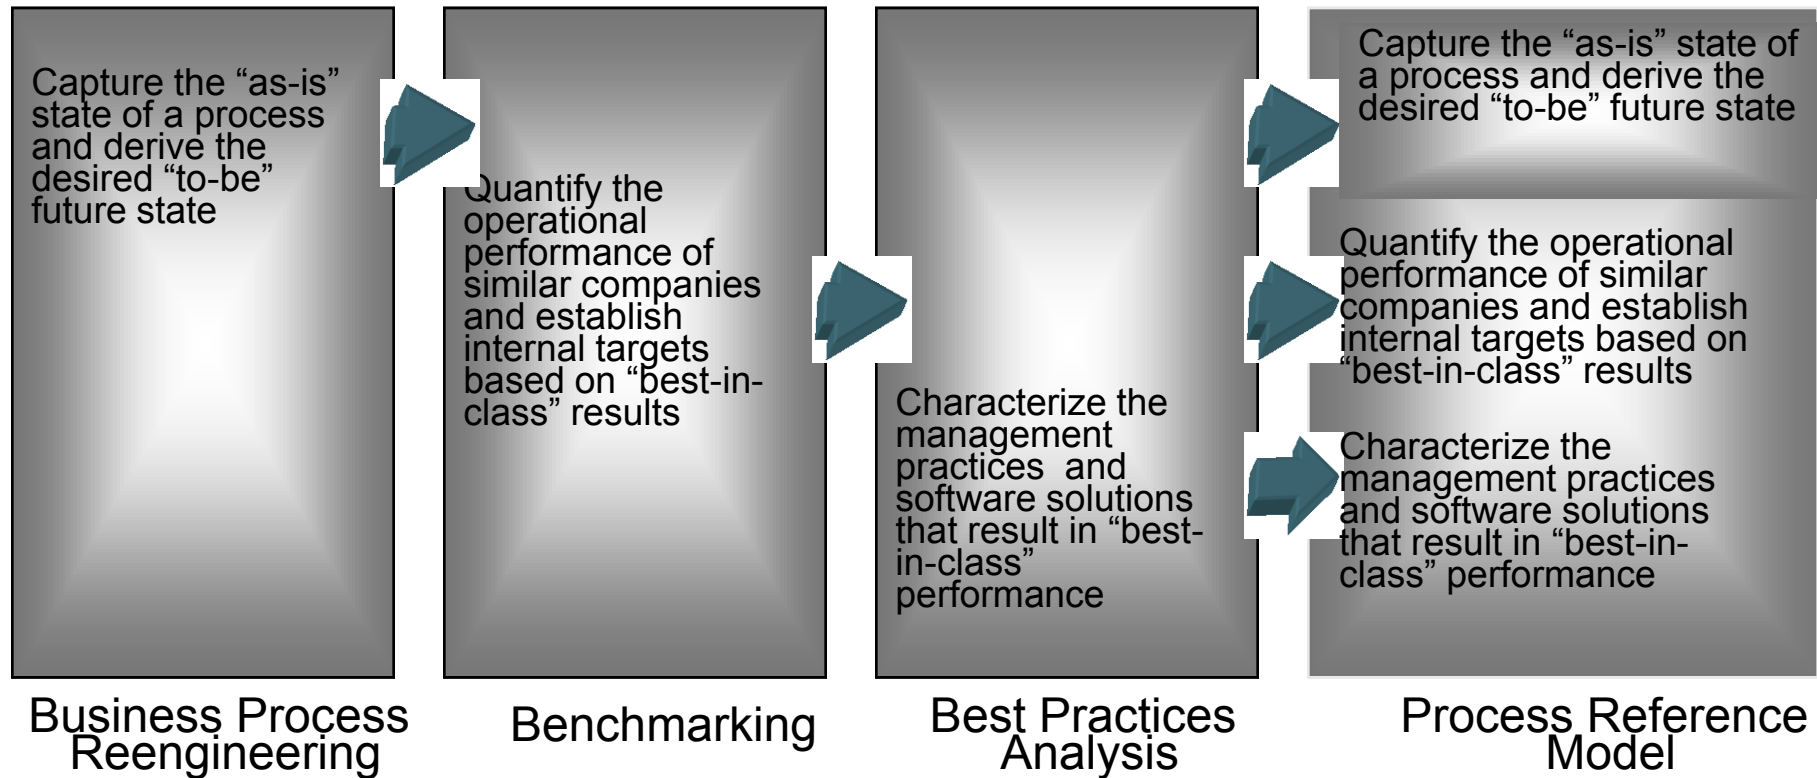 Capture the “as-is”
state of a process
and derive the
desired “to-be”
future state
Quantify the
operational
performance of
similar companies
and establish
internal targets
based on “best-in-
class” results
Characterize the
management
practices  and
software solutions
that result in “best-
in-class”
performance
Capture the “as-is” state of
a process and derive the
desired “to-be” future state
Quantify the operational
performance of similar
companies and establish
internal targets based on
“best-in-class” results
Characterize the
management practices
and software solutions
that result in “best-in-
class” performance
Business Process
Reengineering
Benchmarking
Best Practices
Analysis
Process Reference
Model